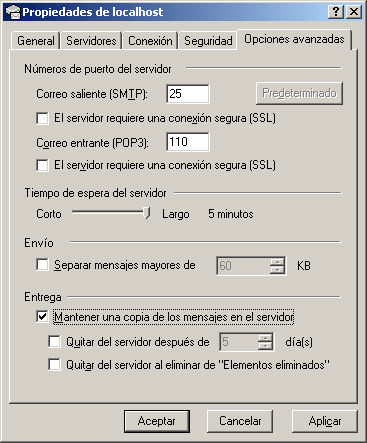 Propiedades de localhost
General Servidores Conexión Seguridad Opciones avanzadas
Números de puerto del servidor
Correo saliente (SMTP): 25 Predeterminado
El servidor requiere una conexión segura (SSL)
Correo entrante (POP3): 110
El servidor requiere una conexión segura (SSL)
Tiempo de espera del servidor
Corto Largo 5 minutos
Envío
Separar mensajes mayores de 60 KB
Entrega
Mantener una copia de los mensajes en el servidor
Quitar del servidor después de 5 día(s)
Quitar del servidor al eliminar de "Elementos eliminados"
Aceptar Cancelar Aplicar